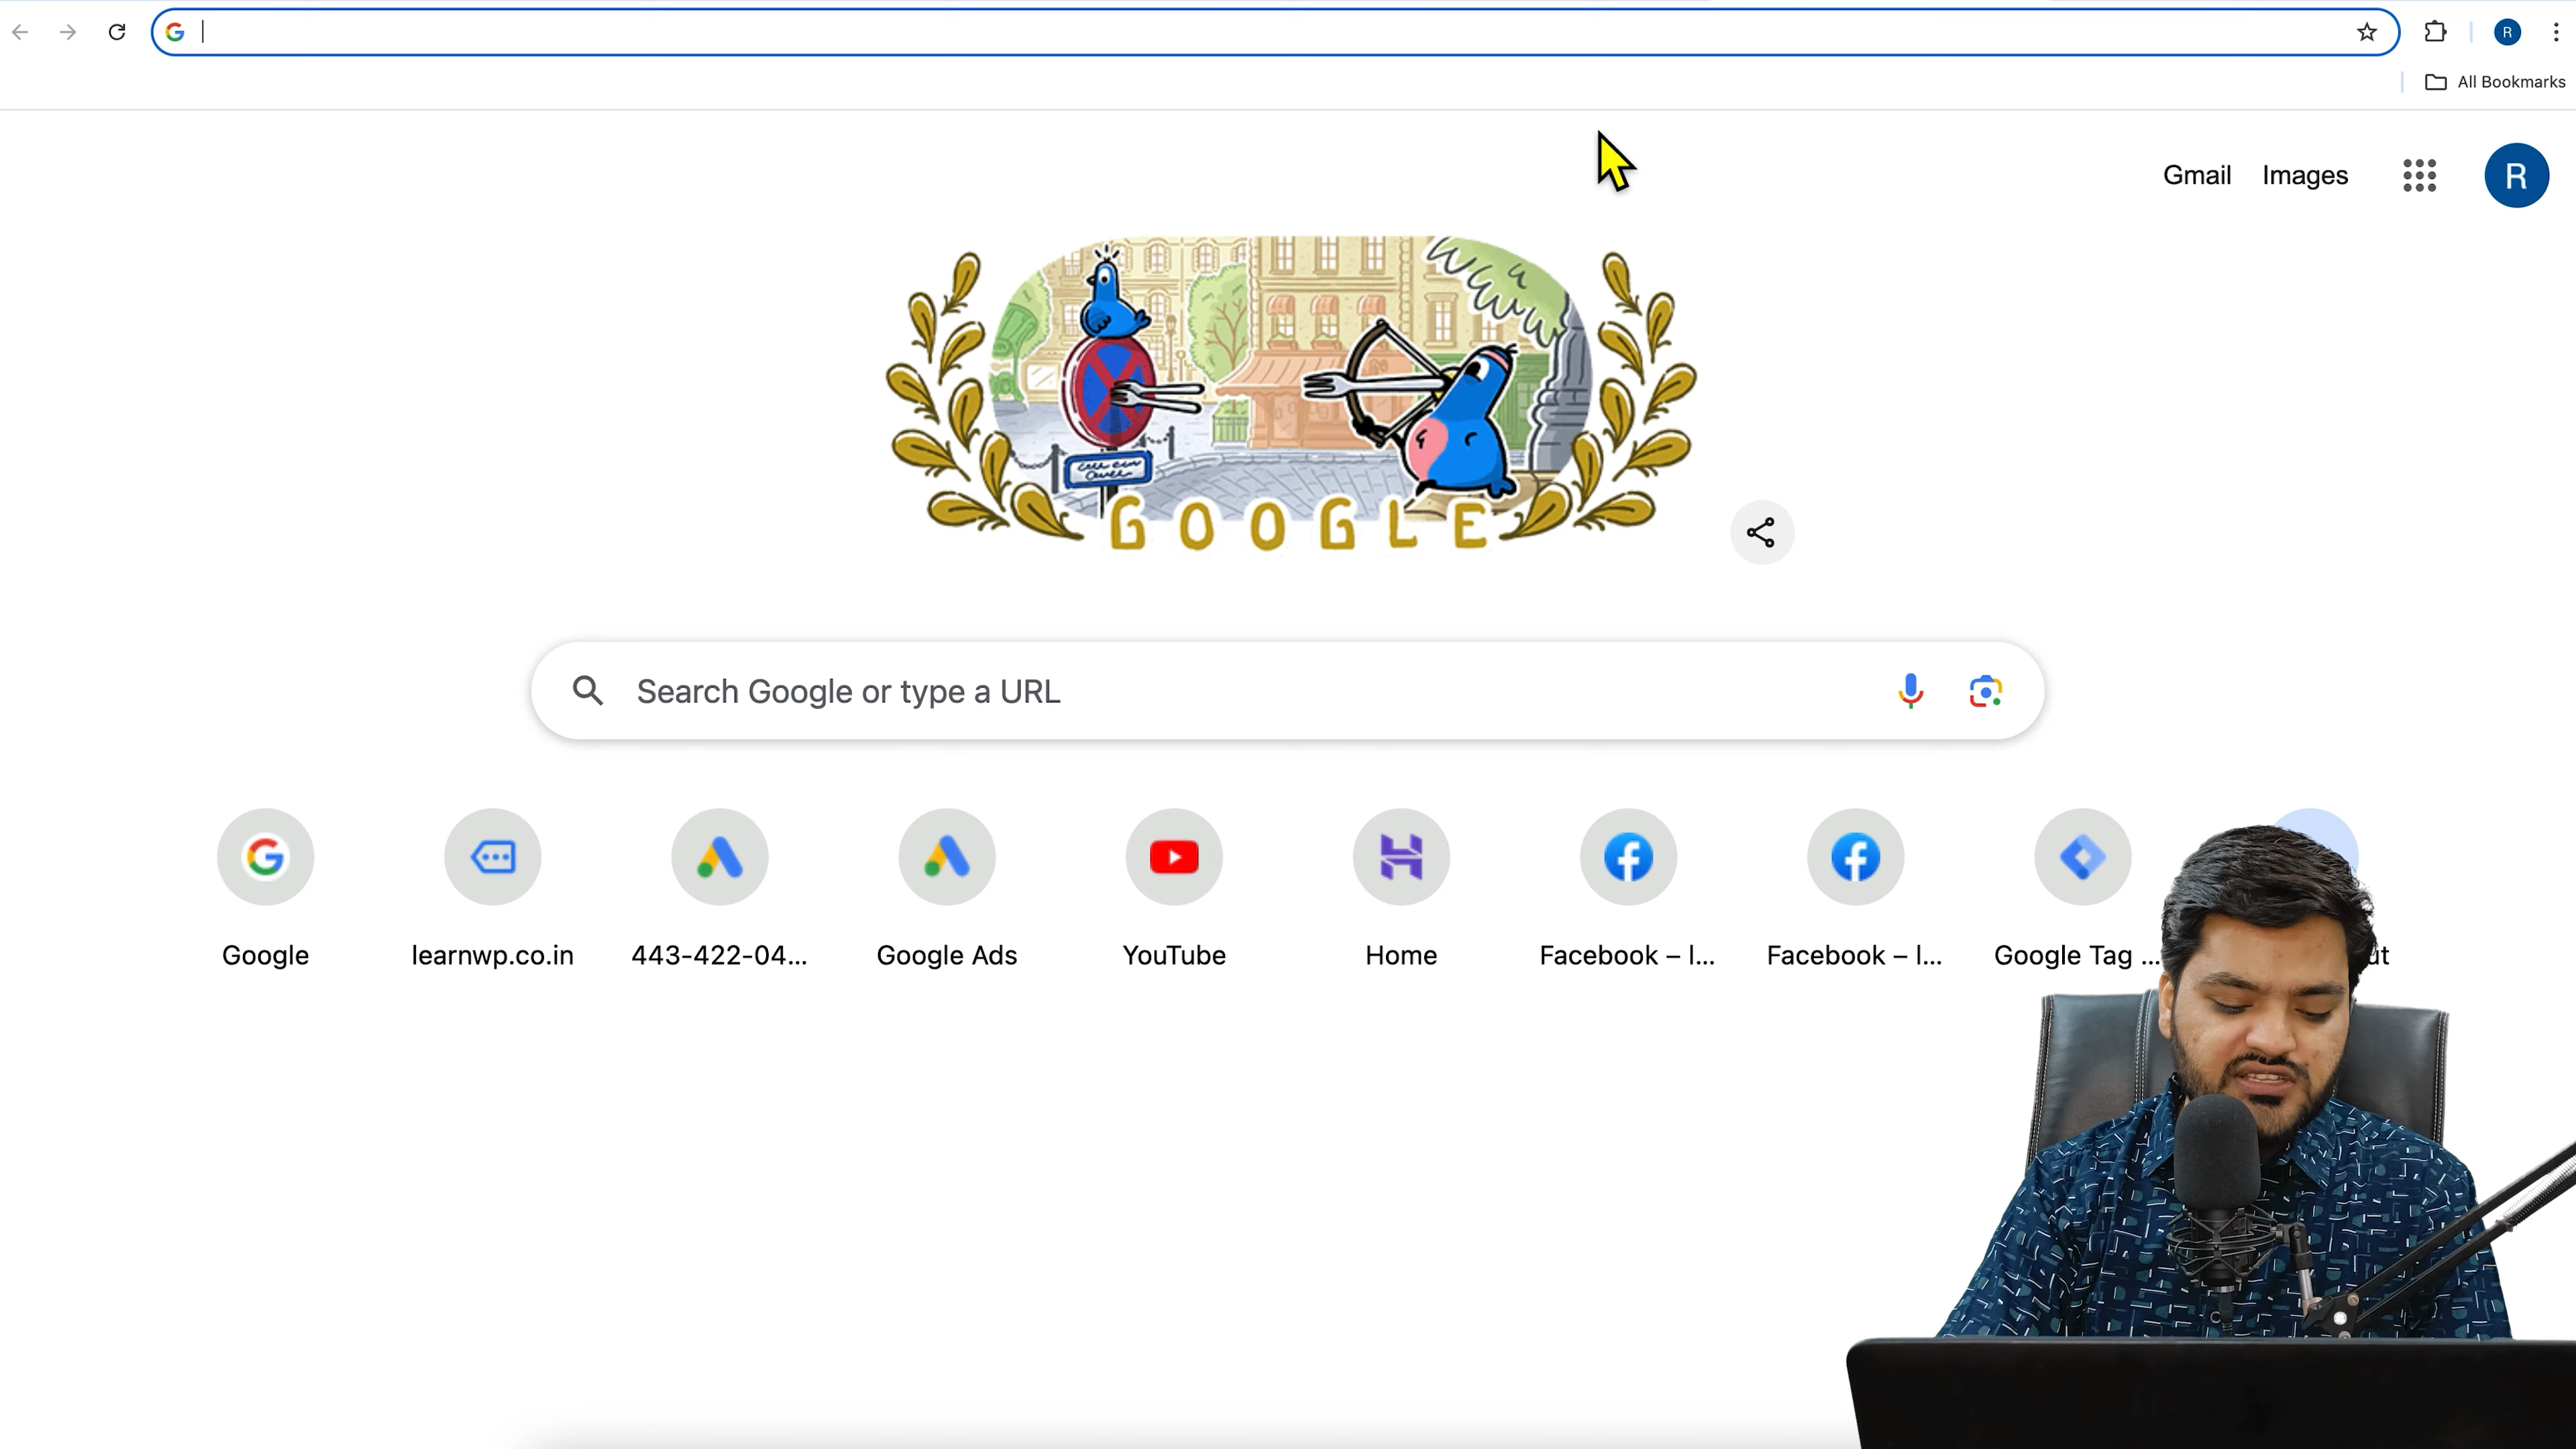 All Bookmarks
Gmail Images R
GOOGLE
Search Google or type a URL
Google learnwp.co.in 443-422-04... Google Ads YouTube Home Facebook – l... Facebook – l... Google Tag ...